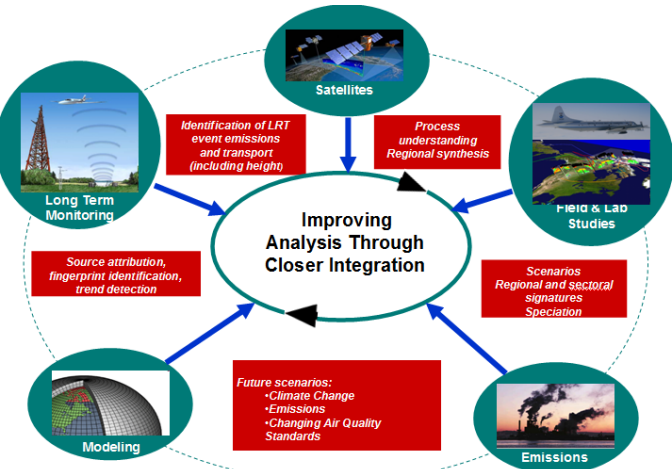 Satellites
Identification of LRT
event emissions
and transport
(including height)
Process
understanding
Regional synthesis
Long Term
Monitoring
Field & Lab
Studies
Improving
Analysis Through
Closer Integration
Source attribution,
fingerprint identification,
trend detection
Scenarios
Regional and sectoral
signatures
Speciation
Future scenarios:
•Climate Change
•Emissions
•Changing Air Quality
Standards
Modeling
Emissions